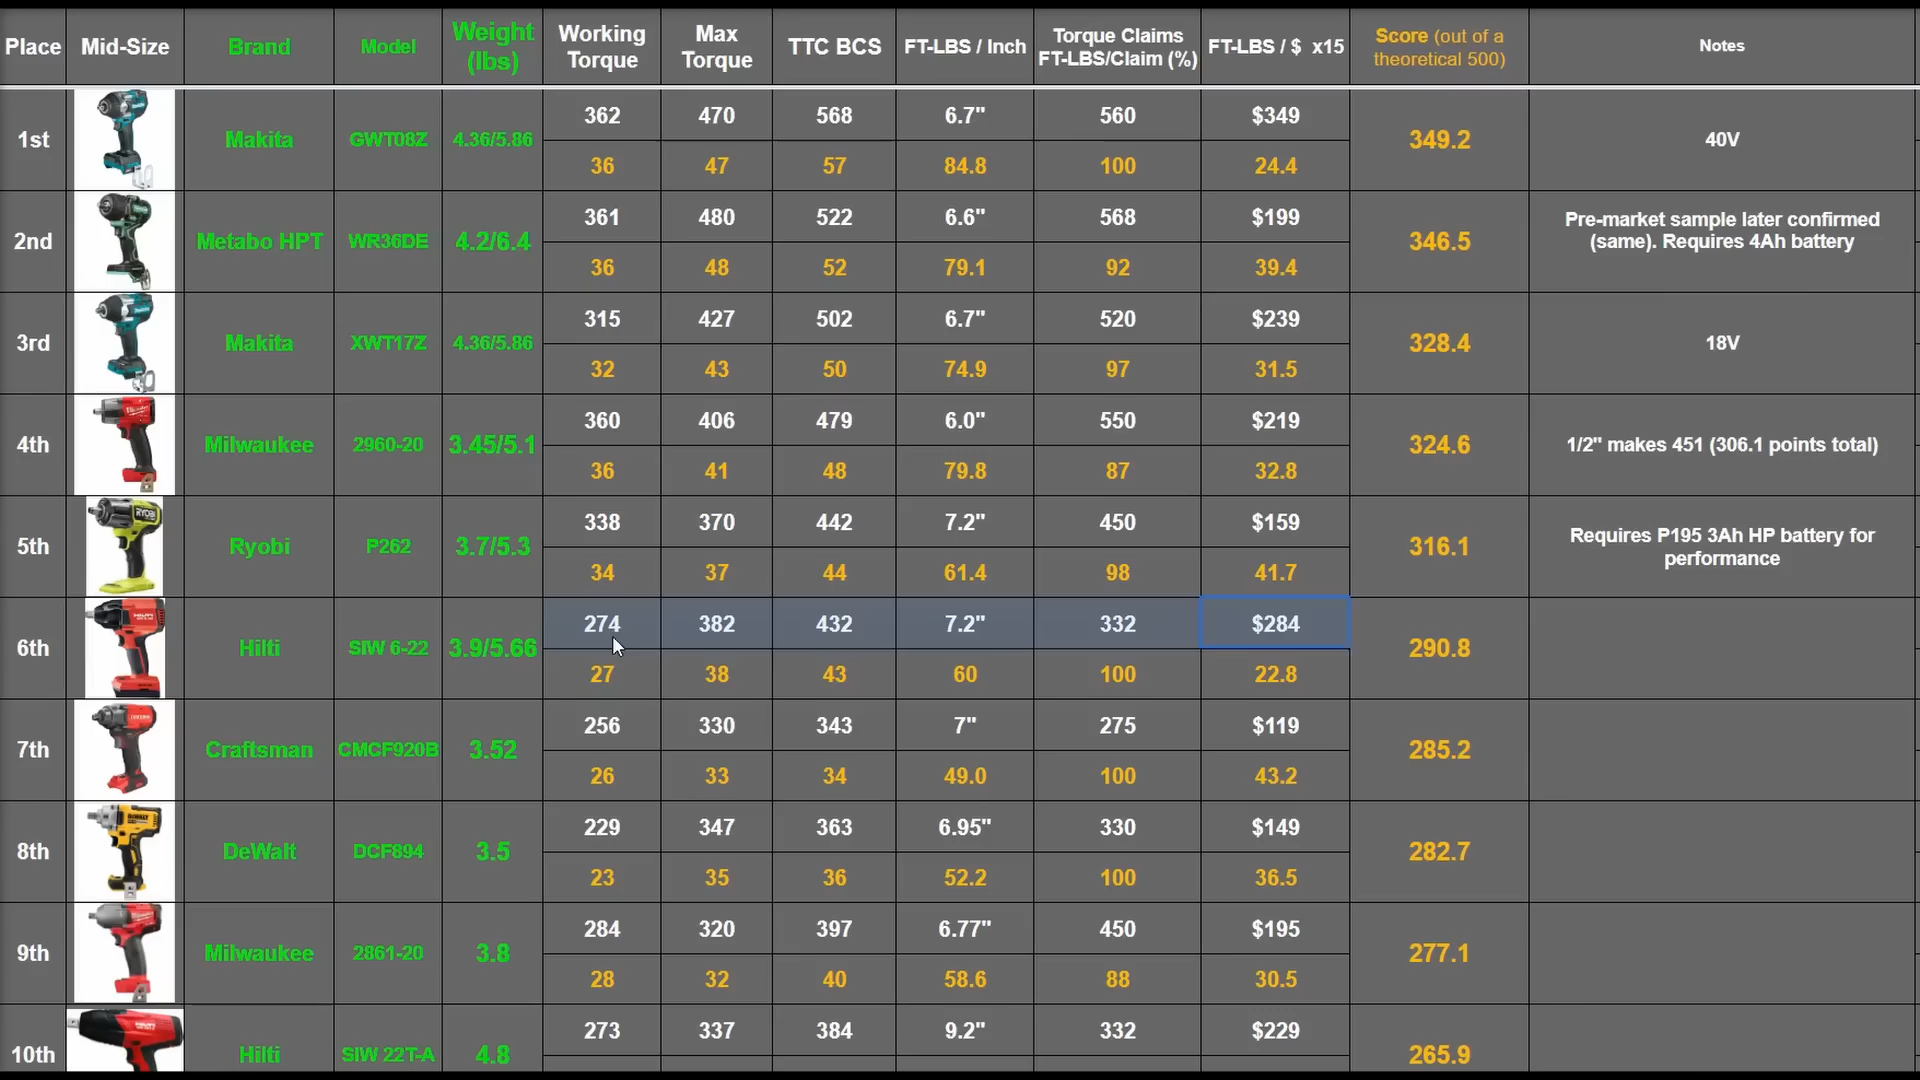 Place Mid-Size Brand Model Weight (lbs) Working Torque Max Torque TTC BCS FT-LBS / Inch Torque Claims FT-LBS/Claim (%) FT-LBS / $ x15 Score (out of a theoretical 500) Notes
1st Makita GWT08Z 4.36/5.86 362 470 568 6.7" 560 $349 349.2 40V
36 47 57 84.8 100 24.4
2nd Metabo HPT WR36DE 4.2/6.4 361 480 522 6.6" 568 $199 346.5 Pre-market sample later confirmed (same). Requires 4Ah battery
36 48 52 79.1 92 39.4
3rd Makita XWT17Z 4.36/5.86 315 427 502 6.7" 520 $239 328.4 18V
32 43 50 74.9 97 31.5
4th Milwaukee 2960-20 3.45/5.1 360 406 479 6.0" 550 $219 324.6 1/2" makes 451 (306.1 points total)
36 41 48 79.8 87 32.8
RYOBI
5th Ryobi P262 3.7/5.3 338 370 442 7.2" 450 $159 316.1 Requires P195 3Ah HP battery for performance
34 37 44 61.4 98 41.7
HILTI
6th Hilti SIW 6-22 3.9/5.66 274 382 432 7.2" 332 $284 290.8
27 38 43 60 100 22.8
7th Craftsman CMCF920B 3.52 256 330 343 7" 275 $119 285.2
26 33 34 49.0 100 43.2
DEWALT
8th DeWalt DCF894 3.5 229 347 363 6.95" 330 $149 282.7
23 35 36 52.2 100 36.5
9th Milwaukee 2861-20 3.8 284 320 397 6.77" 450 $195 277.1
28 32 40 58.6 88 30.5
HILTI
10th Hilti SIW 22T-A 4.8 273 337 384 9.2" 332 $229 265.9